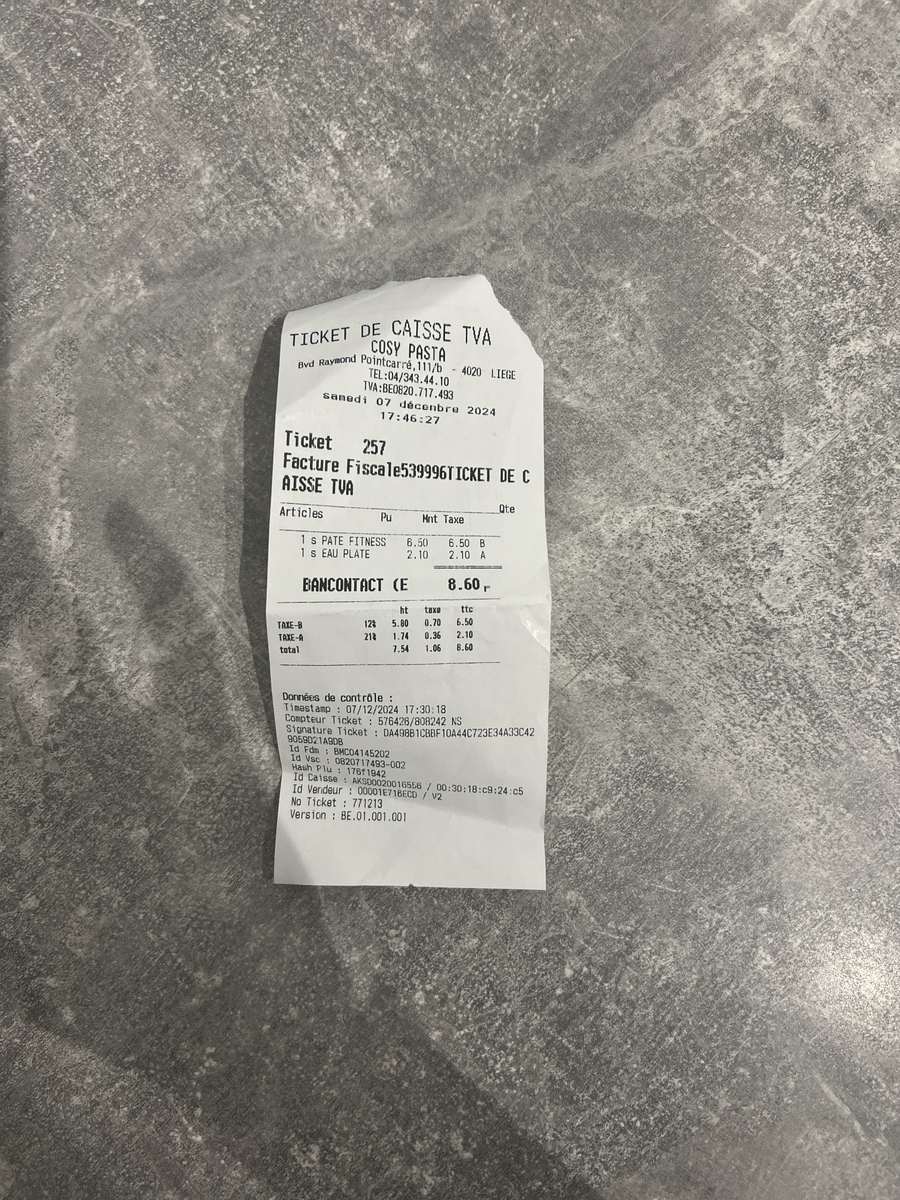 TICKET DE CAISSE TVA
COSY PASTA
Bvd Raymond Pointcarré,111/b - 4020 LIEGE
TEL:04/343.44.10
TVA:BE0820.717.493
samedi 07 décembre 2024
17:46:27
Ticket 257
Facture Fiscale539996TICKET DE C
AISSE TVA
Qte
Articles Pu Mnt Taxe
1 s PATE FITNESS 6.50 6.50 B
1 s EAU PLATE 2.10 2.10 A
BANCONTACT (E 8.60
ht taxe ttc
TAXE-B 12% 5.80 0.70 6.50
TAXE-A 21% 1.74 0.36 2.10
total 7.54 1.06 8.60
Données de contrôle :
Timestamp : 07/12/2024 17:30:18
Compteur Ticket : 576426/808242 NS
Signature Ticket : DA498B1CBBF10A44C723E34A33C42
9059D21A9DB
Id Fdm : BMC04145202
Id Vsc : 0820717493-002
Hash Plu : 176f1942
Id Caisse : AKSD0020016556 / 00:30:18:c9:24:c5
Id Vendeur : 00001E716ECD / V2
No Ticket : 771213
Version : BE.01.001.001